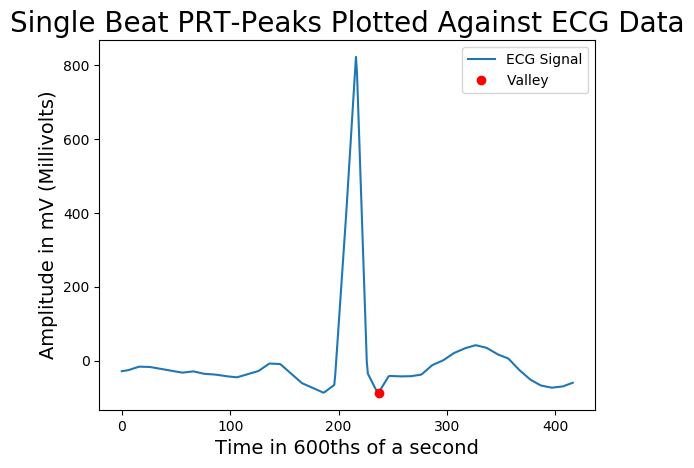 Single Beat PRT-Peaks Plotted Against ECG Data
ECG Signal
Valley
800
600
400
200
0
Amplitude in mV (Millivolts)
0 100 200 300 400
Time in 600ths of a second